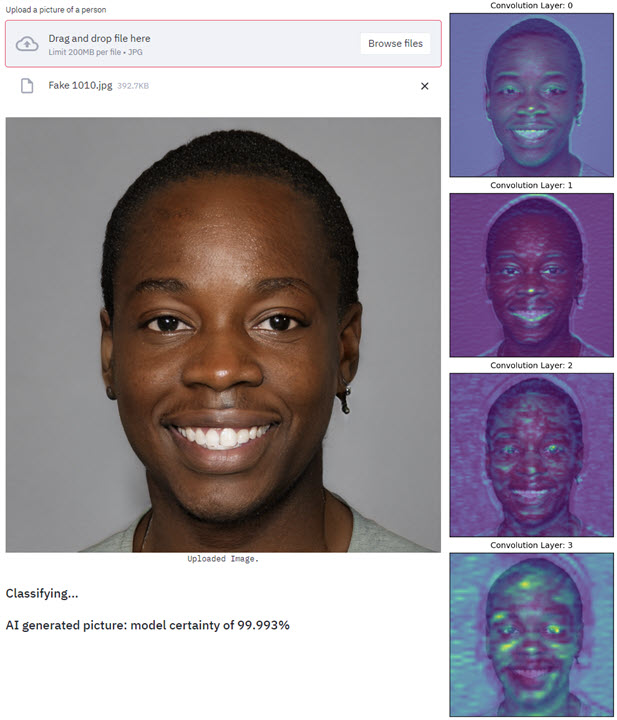 Upload a picture of a person
Drag and drop file here
Limit 200MB per file • JPG
Browse files
Fake 1010.jpg 392.7KB
Uploaded Image.
Classifying...
AI generated picture: model certainty of 99.993%
Convolution Layer: 0
Convolution Layer: 1
Convolution Layer: 2
Convolution Layer: 3